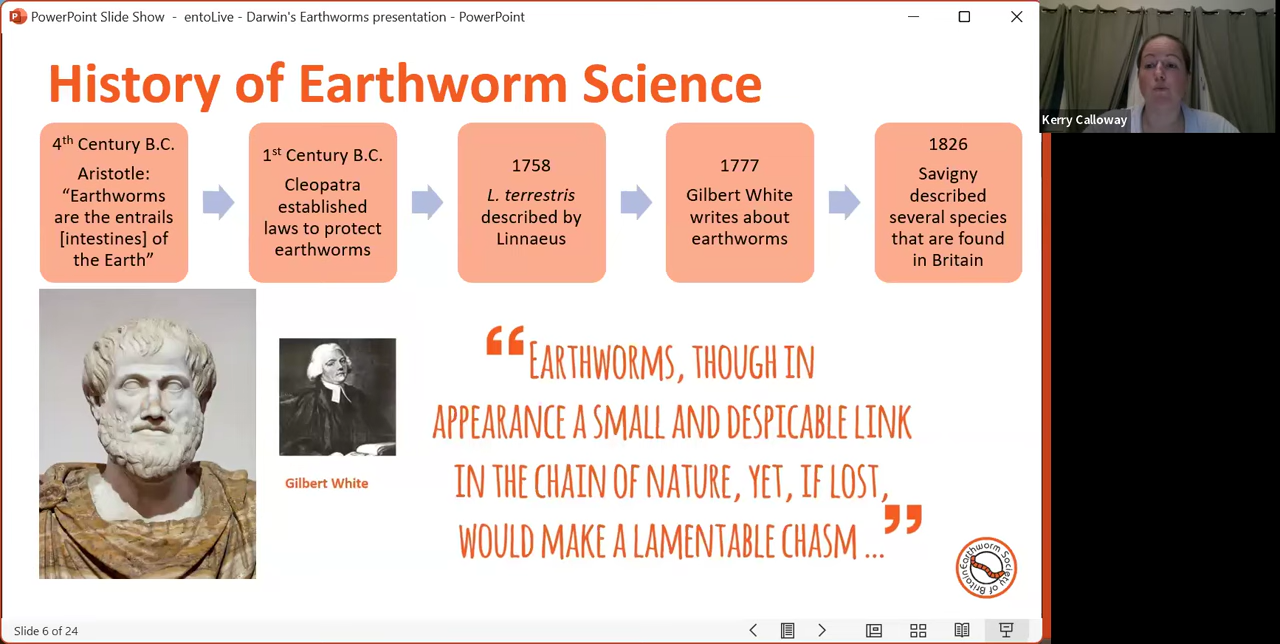 PowerPoint Slide Show - entoLive - Darwin's Earthworms presentation - PowerPoint
Kerry Calloway
History of Earthworm Science
4th Century B.C.
Aristotle:
“Earthworms
are the entrails
[intestines] of
the Earth”
1st Century B.C.
Cleopatra
established
laws to protect
earthworms
1758
L. terrestris
described by
Linnaeus
1777
Gilbert White
writes about
earthworms
1826
Savigny
described
several species
that are found
in Britain
Gilbert White
“Earthworms, though in
appearance a small and despicable link
in the chain of nature, yet, if lost,
would make a lamentable chasm ...”
Earthworm Society of Britain
Slide 6 of 24